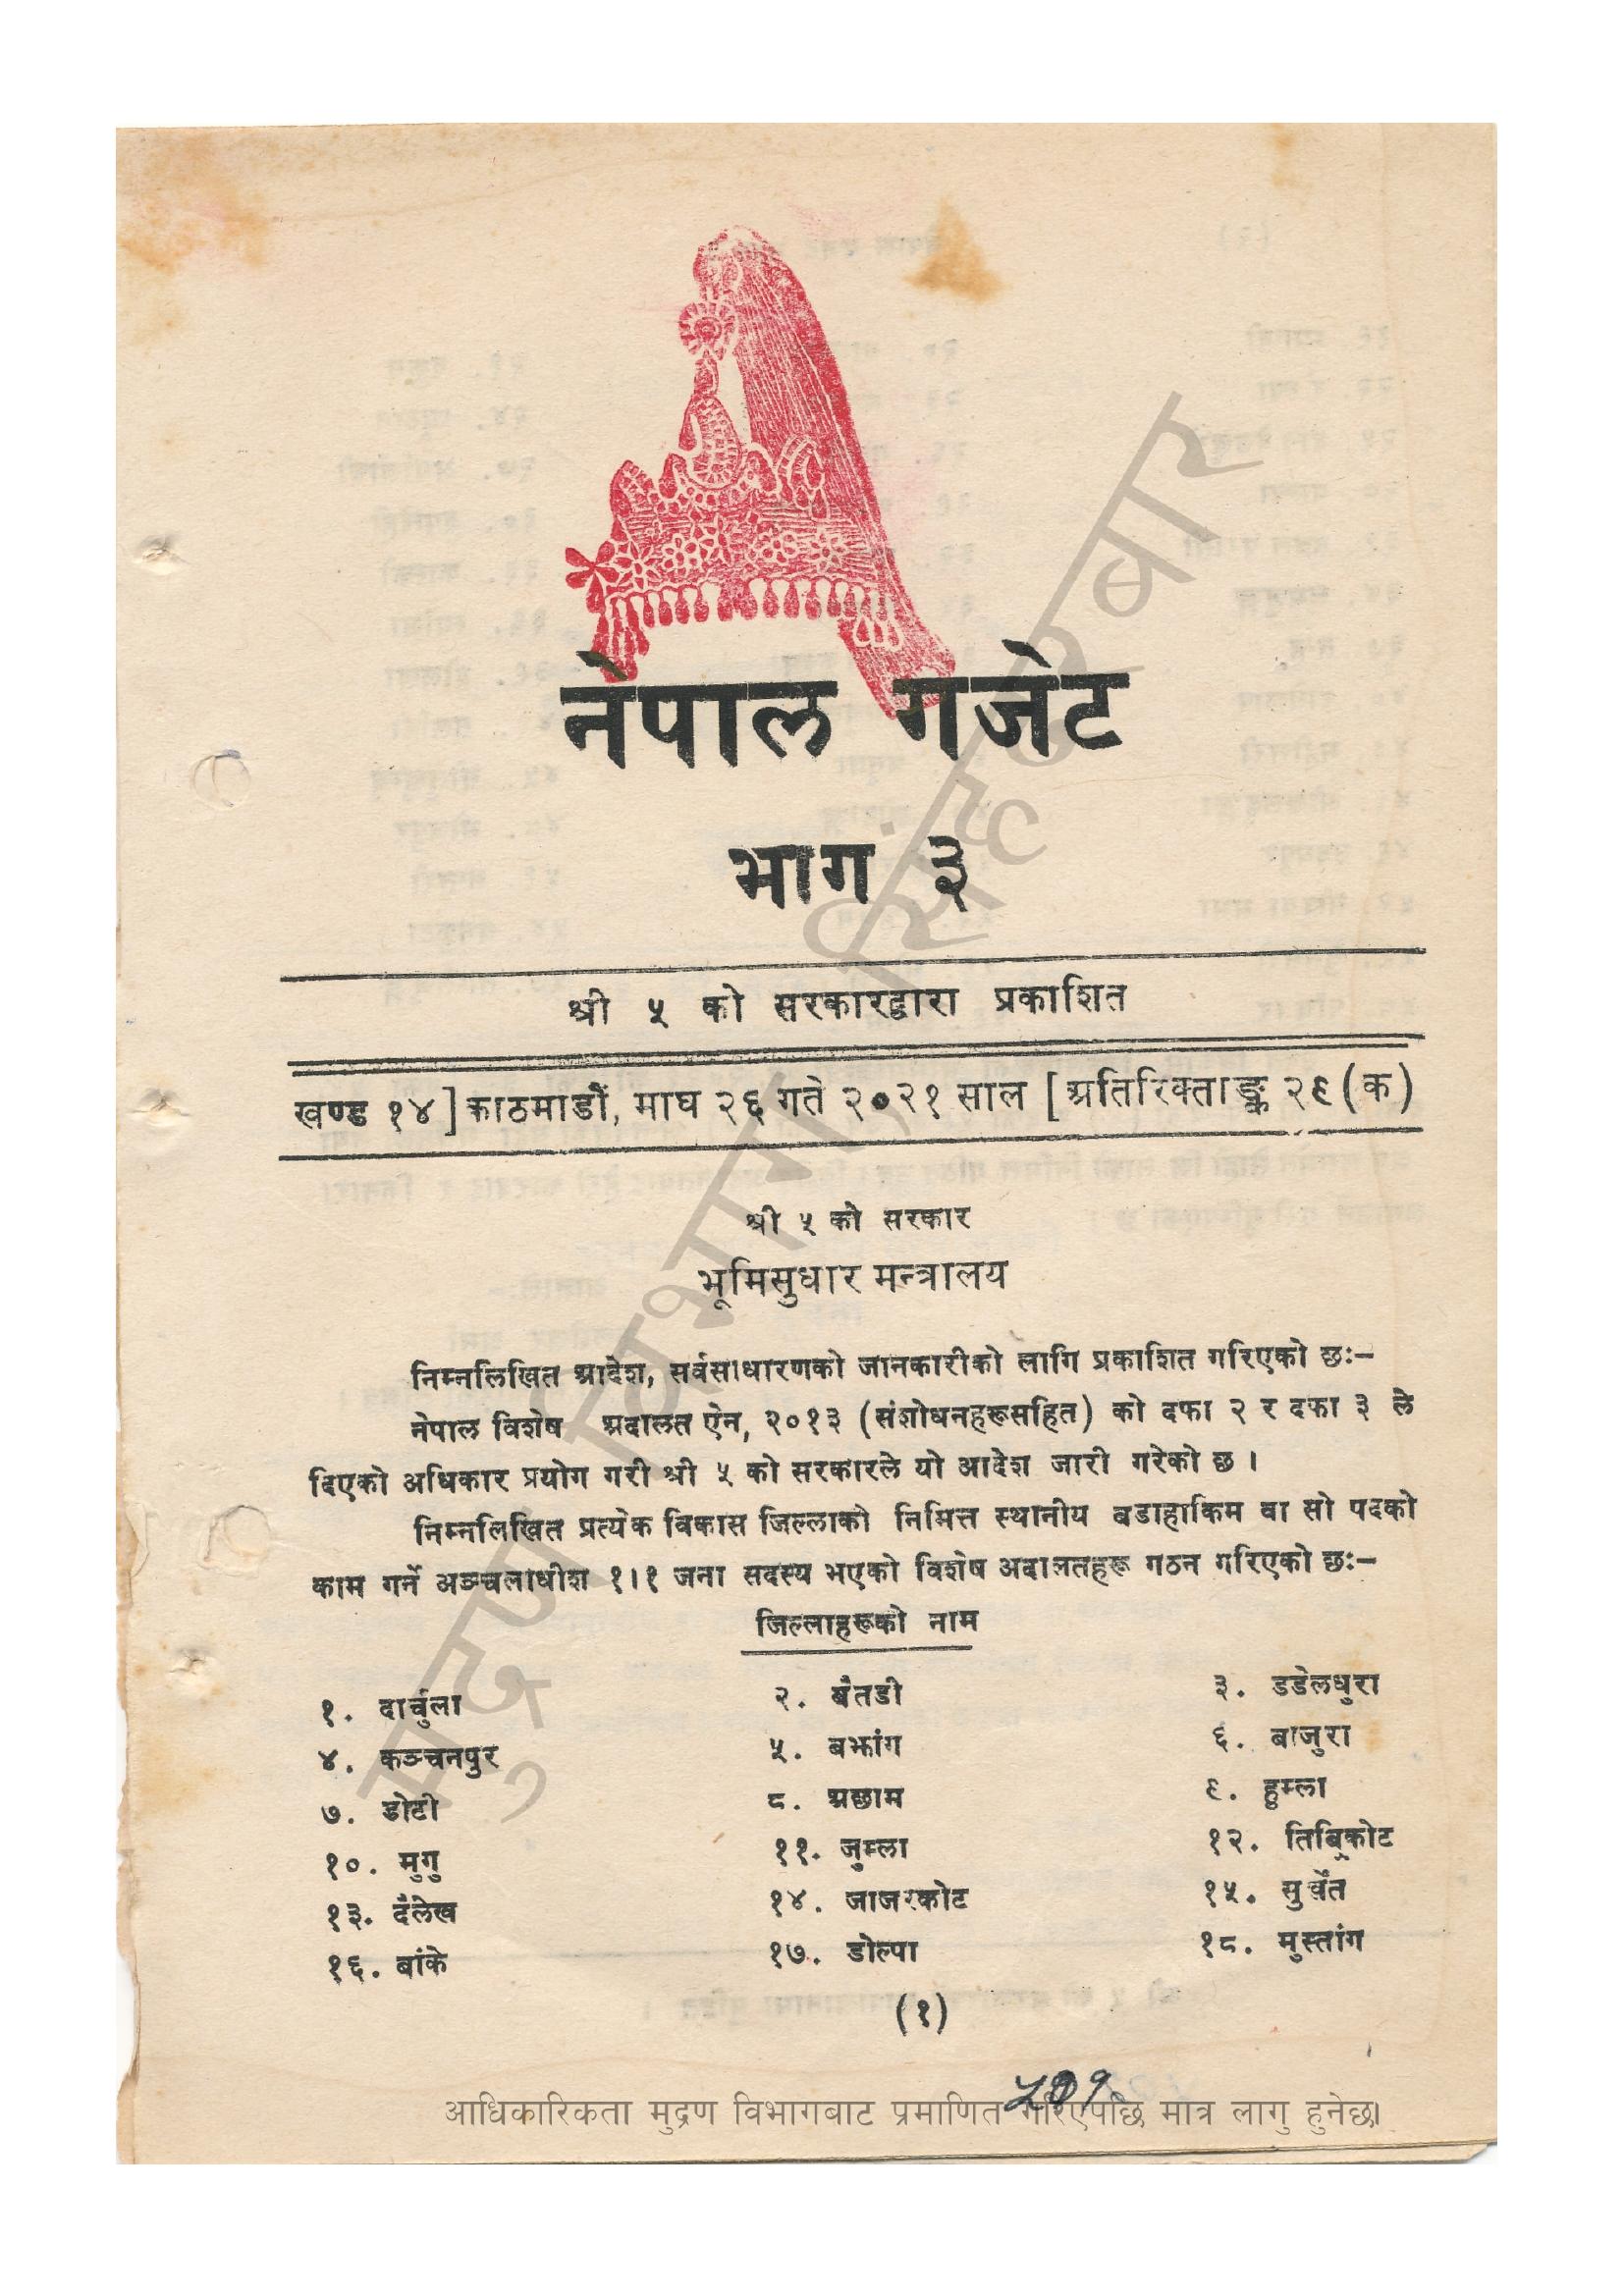 नेपाल गजेट
भाग ३
श्री ५ को सरकारद्वारा प्रकाशित
खण्ड १४] काठमाडौं, माघ २६ गते २०२१ साल [अतिरिक्ताङ्क २९ (क)
श्री ५ को सरकार
भूमिसुधार मन्त्रालय
निम्नलिखित आदेश, सर्वसाधारणको जानकारीको लागि प्रकाशित गरिएको छः–
नेपाल विशेष अदालत ऐन, २०१३ (संशोधनहरूसहित) को दफा २ र दफा ३ ले
दिएको अधिकार प्रयोग गरी श्री ५ को सरकारले यो आदेश जारी गरेको छ ।
निम्नलिखित प्रत्येक विकास जिल्लाको निमित्त स्थानीय बडाहाकिम वा सो पदको
काम गर्ने अञ्चलाधीश १।१ जना सदस्य भएको विशेष अदालतहरू गठन गरिएको छः–
जिल्लाहरूको नाम
१. दार्चुला २. बैतडी ३. डडेलधुरा
४. कञ्चनपुर ५. बझांग ६. बाजुरा
७. डोटी ८. अछाम ९. हुम्ला
१०. मुगु ११. जुम्ला १२. तिब्रिकोट
१३. दैलेख १४. जाजरकोट १५. सुर्खेत
१६. बांके १७. डोल्पा १८. मुस्तांग
(१)
५७१
आधिकारिकता मुद्रण विभागबाट प्रमाणित गरिएपछि मात्र लागु हुनेछ।
मुद्रण विभाग, सिंहदरबार